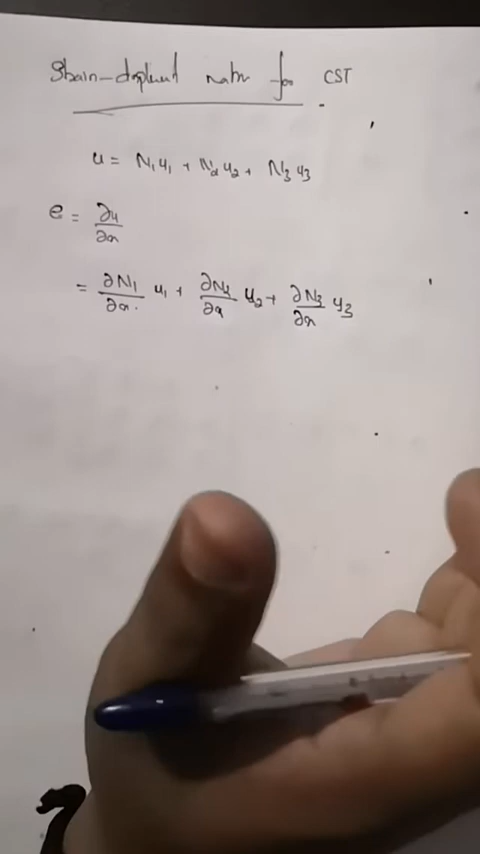 Strain-displacement matrix for CST
u = N₁u₁ + N₂u₂ + N₃u₃
e = ∂u/∂x
= ∂N₁/∂x u₁ + ∂N₂/∂x u₂ + ∂N₃/∂x u₃